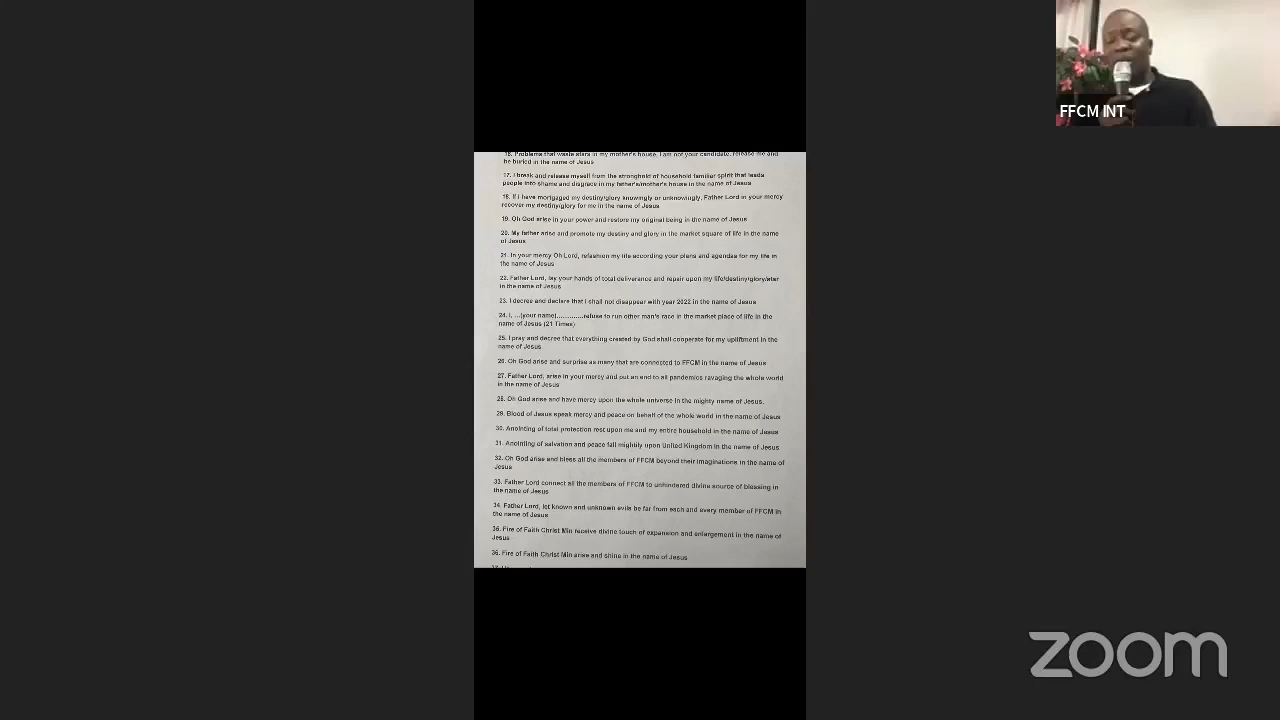 FFCM INT
16. Problems that waste stars in my mother's house, I am not your candidate, release me and
be buried in the name of Jesus
17. I break and release myself from the stronghold of household familiar spirit that leads
people into shame and disgrace in my father's/mother's house in the name of Jesus
18. If I have mortgaged my destiny/glory knowingly or unknowingly, Father Lord in your mercy
recover my destiny/glory for me in the name of Jesus
19. Oh God arise in your power and restore my original being in the name of Jesus
20. My father arise and promote my destiny and glory in the market square of life in the name
of Jesus
21. In your mercy Oh Lord, refashion my life according your plans and agendas for my life in
the name of Jesus
22. Father Lord, lay your hands of total deliverance and repair upon my life/destiny/glory/star
in the name of Jesus
23. I decree and declare that I shall not disappear with year 2022 in the name of Jesus
24. I, ...(your name).............refuse to run other man's race in the market place of life in the
name of Jesus (21 Times)
25. I pray and decree that everything created by God shall cooperate for my upliftment in the
name of Jesus
26. Oh God arise and surprise as many that are connected to FFCM in the name of Jesus
27. Father Lord, arise in your mercy and put an end to all pandemics ravaging the whole world
in the name of Jesus
28. Oh God arise and have mercy upon the whole universe in the mighty name of Jesus.
29. Blood of Jesus speak mercy and peace on behalf of the whole world in the name of Jesus
30. Anointing of total protection rest upon me and my entire household in the name of Jesus
31. Anointing of salvation and peace fall mightily upon United Kingdom in the name of Jesus
32. Oh God arise and bless all the members of FFCM beyond their imaginations in the name of
Jesus
33. Father Lord connect all the members of FFCM to unhindered divine source of blessing in
the name of Jesus
34. Father Lord, let known and unknown evils be far from each and every member of FFCM in
the name of Jesus
36. Fire of Faith Christ Min receive divine touch of expansion and enlargement in the name of
Jesus
36. Fire of Faith Christ Min arise and shine in the name of Jesus
zoom